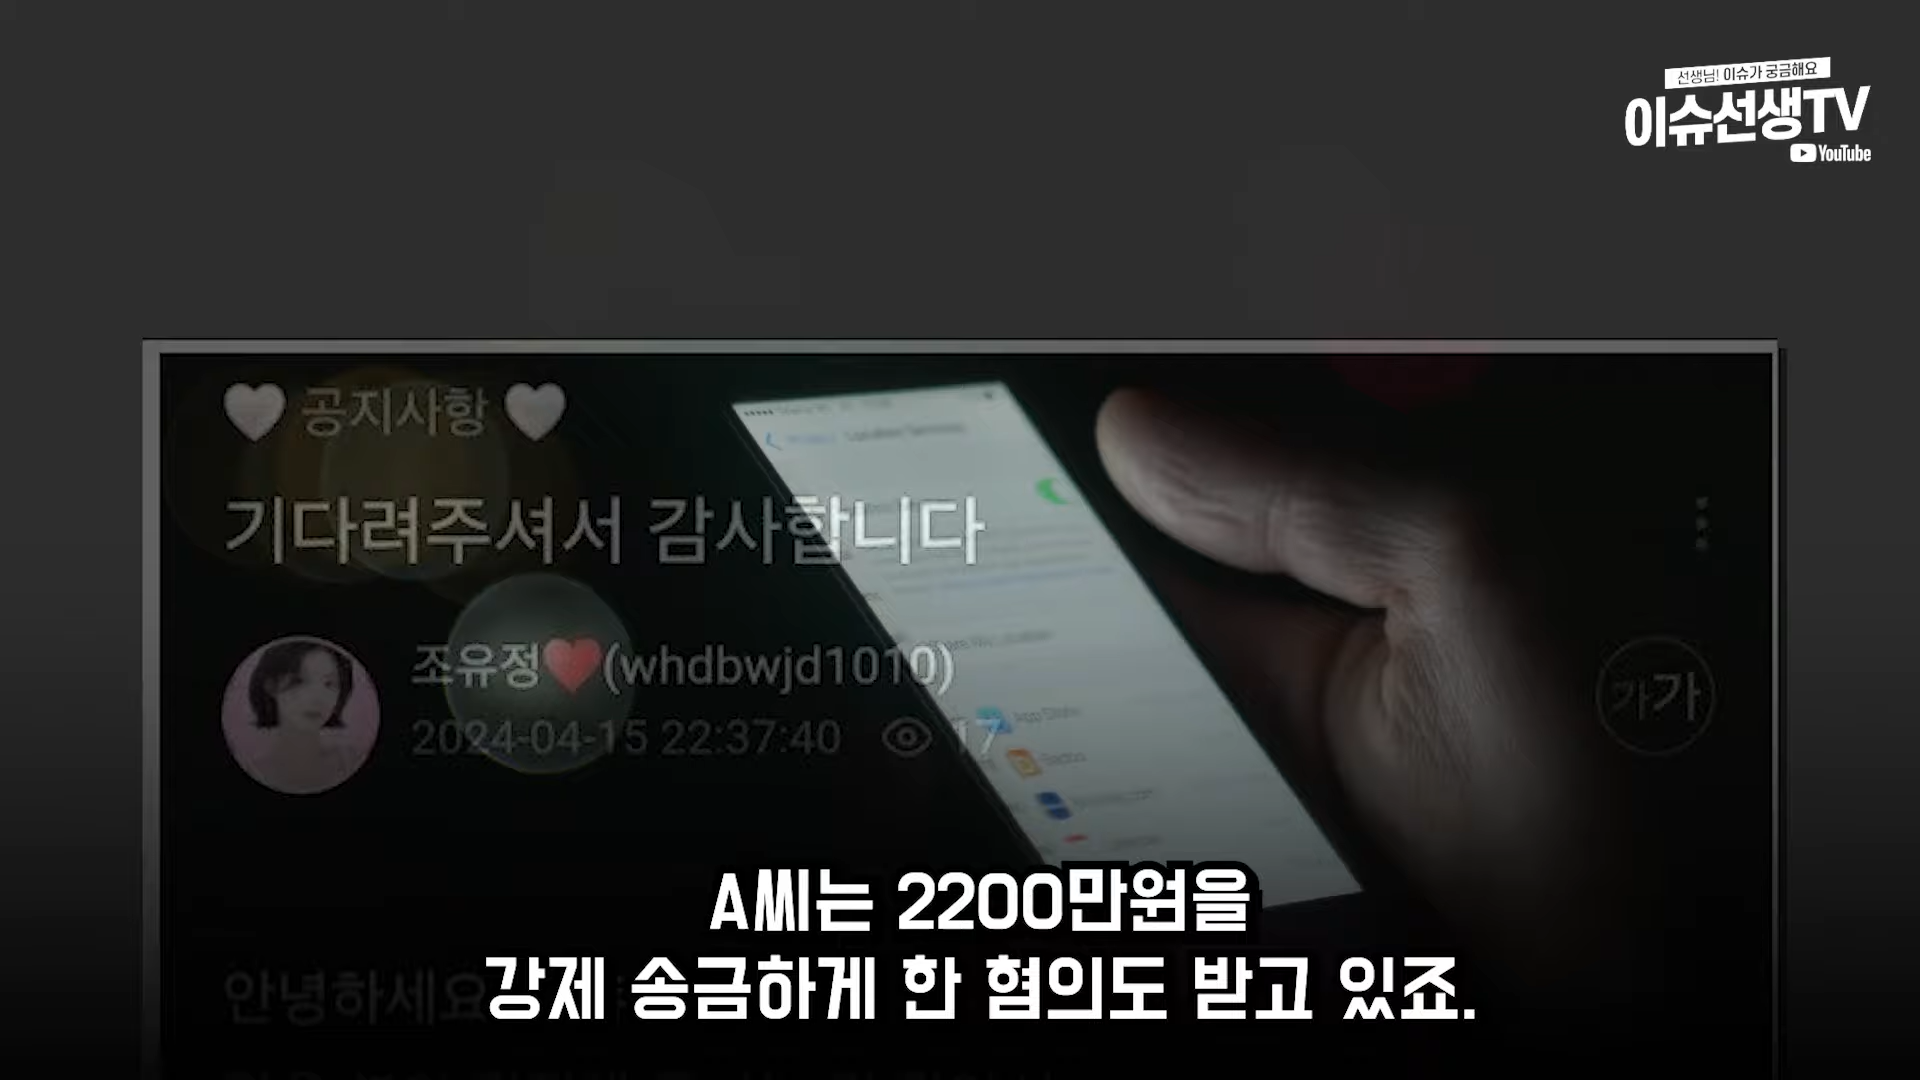 선생님! 이슈가 궁금해요
이슈선생TV
YouTube
공지사항
기다려주셔서 감사합니다
조유정❤️(whdbwjd1010)
2024-04-15 22:37:40 17
가가
안녕하세요
A씨는 2200만원을
강제 송금하게 한 혐의도 받고 있죠.